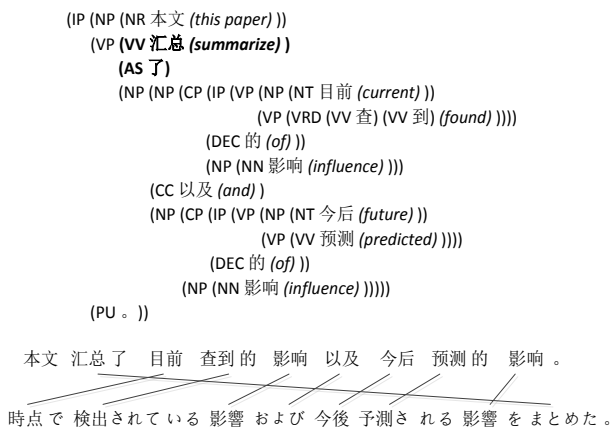 (IP (NP (NR 本文 (this paper) ))
(VP (VV 汇总 (summarize) )
(AS 了)
(NP (NP (CP (IP (VP (NP (NT 目前 (current) ))
(VP (VRD (VV 查) (VV 到) (found) ))))
(DEC 的 (of) ))
(NP (NN 影响 (influence) )))
(CC 以及 (and) )
(NP (CP (IP (VP (NP (NT 今后 (future) ))
(VP (VV 预测 (predicted) ))))
(DEC 的 (of) ))
(NP (NN 影响 (influence) )))))
(PU 。))
本文 汇总 了 目前 查到 的 影响 以及 今后 预测 的 影响 。
時点 で 検出されて いる 影響 および 今後 予測さ れる 影響 を まとめた 。